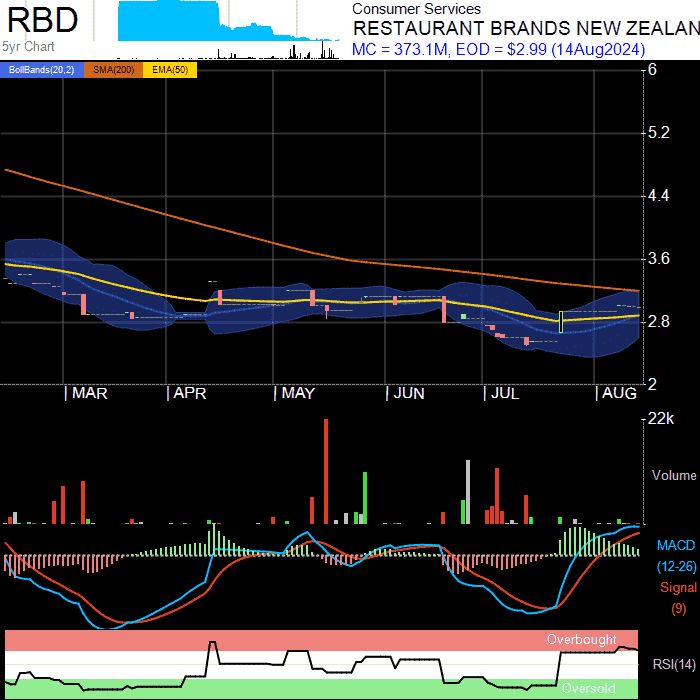 RBD
5yr Chart
Consumer Services
RESTAURANT BRANDS NEW ZEALAN
MC = 373.1M, EOD = $2.99 (14Aug2024)
BollBands(20,2) SMA(200) EMA(50)
6
5.2
4.4
3.6
2.8
2
MAR APR MAY JUN JUL AUG
22k
Volume
MACD
(12-26)
Signal
(9)
Overbought
RSI(14)
Oversold